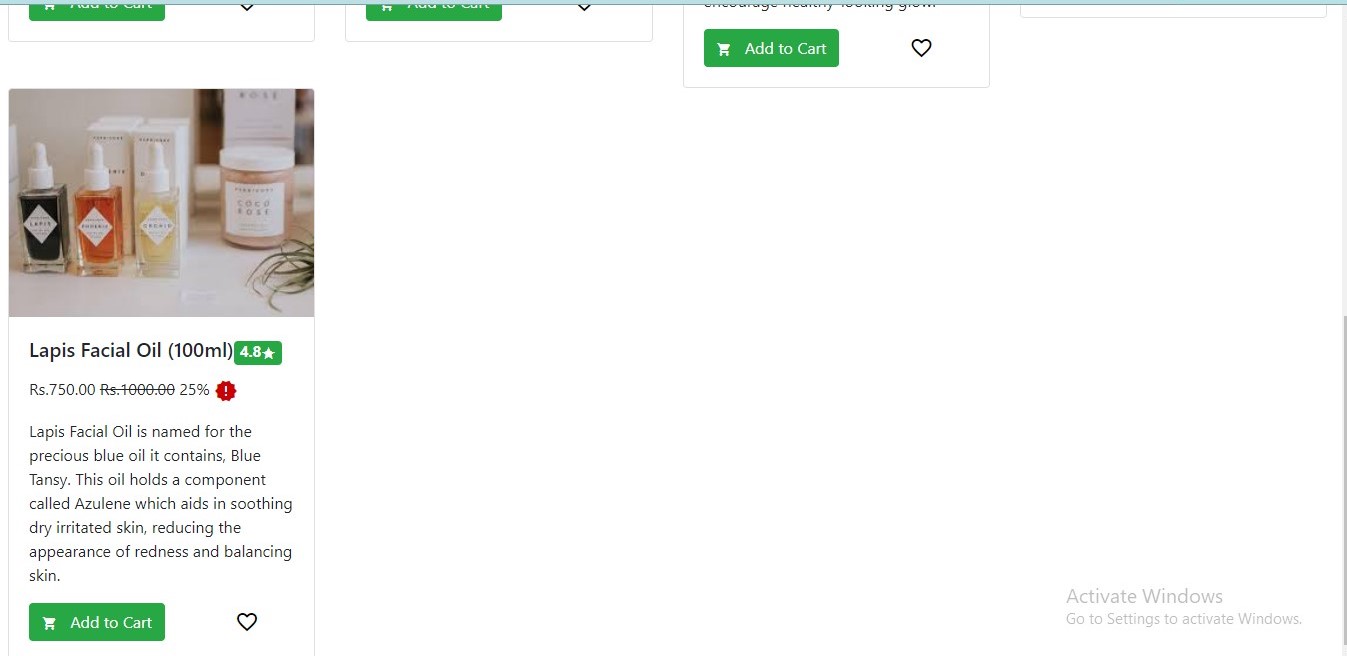 Add to Cart
Add to Cart
encourage healthy-looking glow.
Add to Cart
ROSE
LAPIS
PHOENIX
ORCHID
HERBIVORE
COCO
ROSE
Lapis Facial Oil (100ml) 4.8★
Rs.750.00 Rs.1000.00 25%
Lapis Facial Oil is named for the
precious blue oil it contains, Blue
Tansy. This oil holds a component
called Azulene which aids in soothing
dry irritated skin, reducing the
appearance of redness and balancing
skin.
Add to Cart
Activate Windows
Go to Settings to activate Windows.